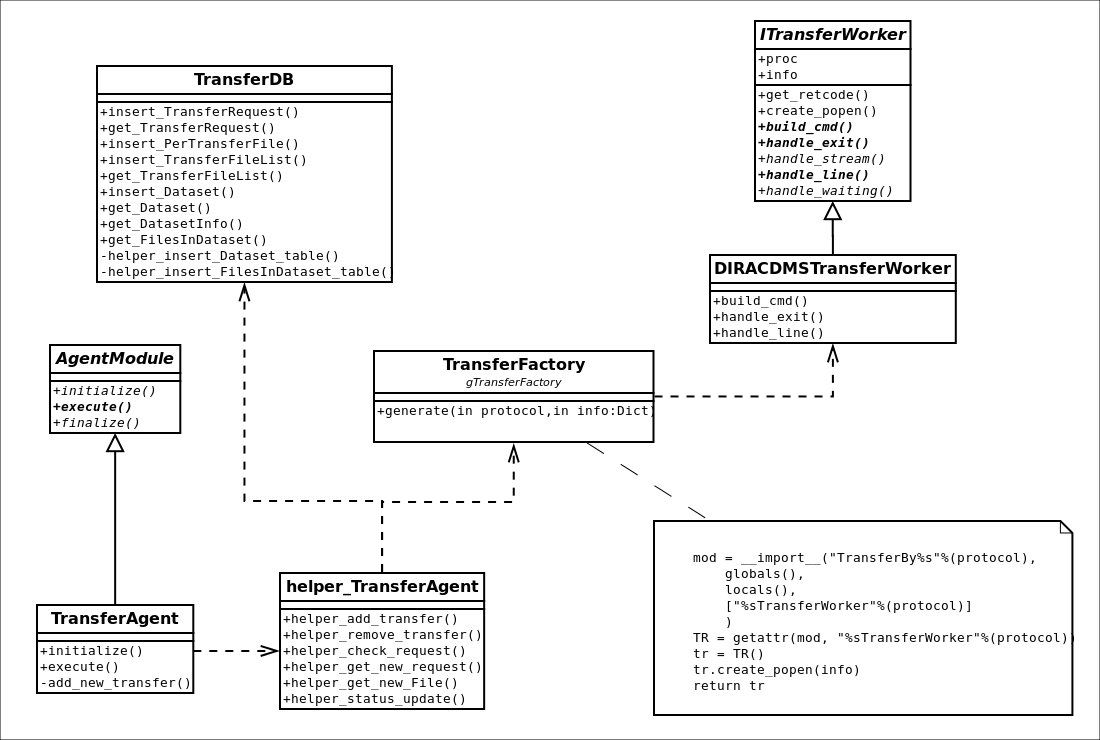 ITransferWorker
+proc
+info
+get_retcode()
+create_popen()
+build_cmd()
+handle_exit()
+handle_stream()
+handle_line()
+handle_waiting()
TransferDB
+insert_TransferRequest()
+get_TransferRequest()
+insert_PerTransferFile()
+insert_TransferFileList()
+get_TransferFileList()
+insert_Dataset()
+get_Dataset()
+get_DatasetInfo()
+get_FilesInDataset()
-helper_insert_Dataset_table()
-helper_insert_FilesInDataset_table()
DIRACDMSTransferWorker
+build_cmd()
+handle_exit()
+handle_line()
AgentModule
+initialize()
+execute()
+finalize()
TransferFactory
gTransferFactory
+generate(in protocol,in info:Dict)
mod = __import__("TransferBy%s"%(protocol),
globals(),
locals(),
["%sTransferWorker"%(protocol)]
)
TR = getattr(mod, "%sTransferWorker"%(protocol))
tr = TR()
tr.create_popen(info)
return tr
helper_TransferAgent
+helper_add_transfer()
+helper_remove_transfer()
+helper_check_request()
+helper_get_new_request()
+helper_get_new_File()
+helper_status_update()
TransferAgent
+initialize()
+execute()
-add_new_transfer()